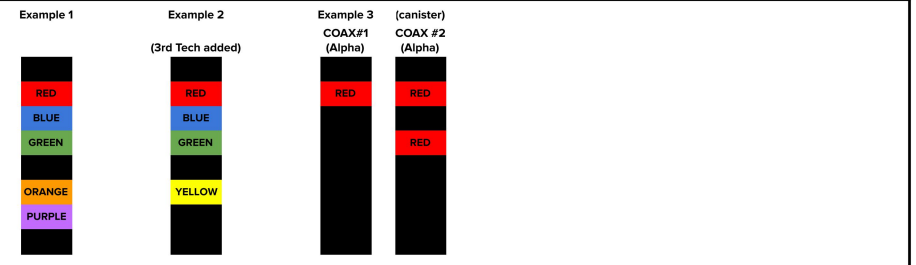 Example 1
Example 2
Example 3
(canister)
COAX#1
COAX #2
(3rd Tech added)
(Alpha)
(Alpha)
RED
RED
RED
RED
BLUE
BLUE
GREEN
GREEN
RED
ORANGE
YELLOW
PURPLE